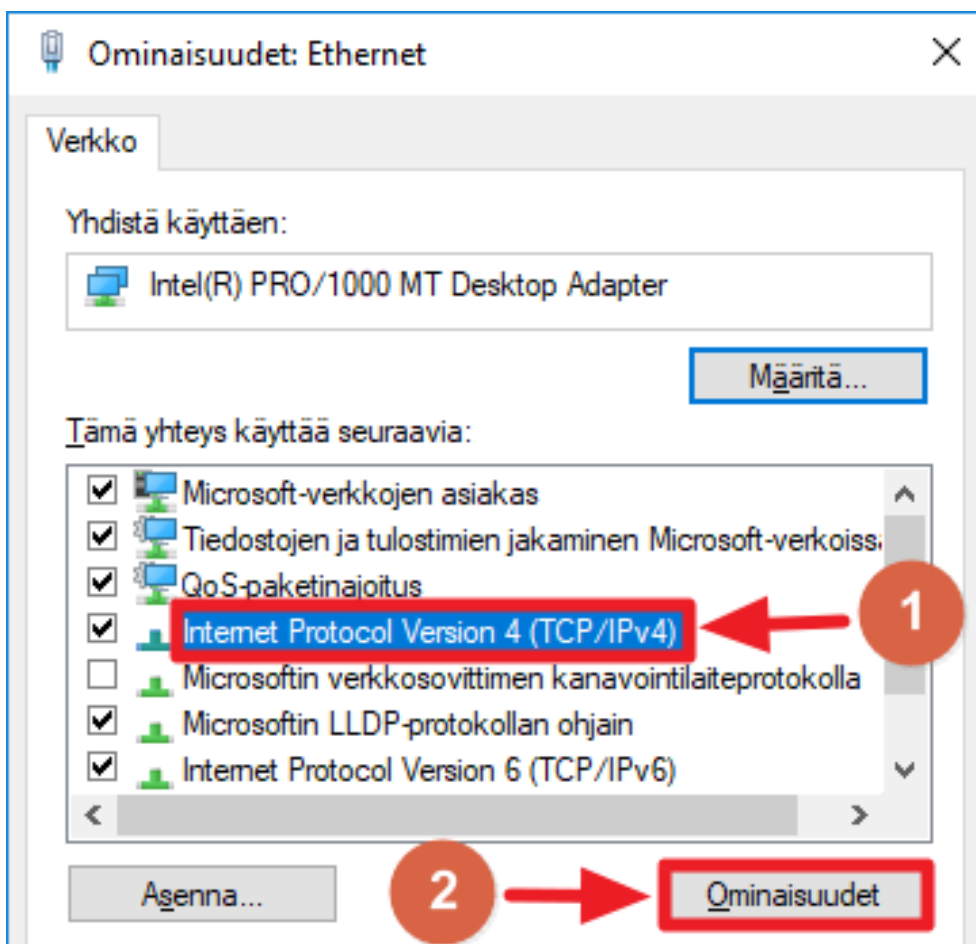 Ominaisuudet: Ethernet
Verkko
Yhdistä käyttäen:
Intel(R) PRO/1000 MT Desktop Adapter
Määritä...
Tämä yhteys käyttää seuraavia:
Microsoft-verkkojen asiakas
Tiedostojen ja tulostimien jakaminen Microsoft-verkoiss
QoS-paketinajoitus
1
Internet Protocol Version 4 (TCP/IPv4)
Microsoftin verkkosovittimen kanavointilaiteprotokolla
Microsoftin LLDP-protokollan ohjain
Internet Protocol Version 6 (TCP/IPv6)
Asenna...
2
Ominaisuudet